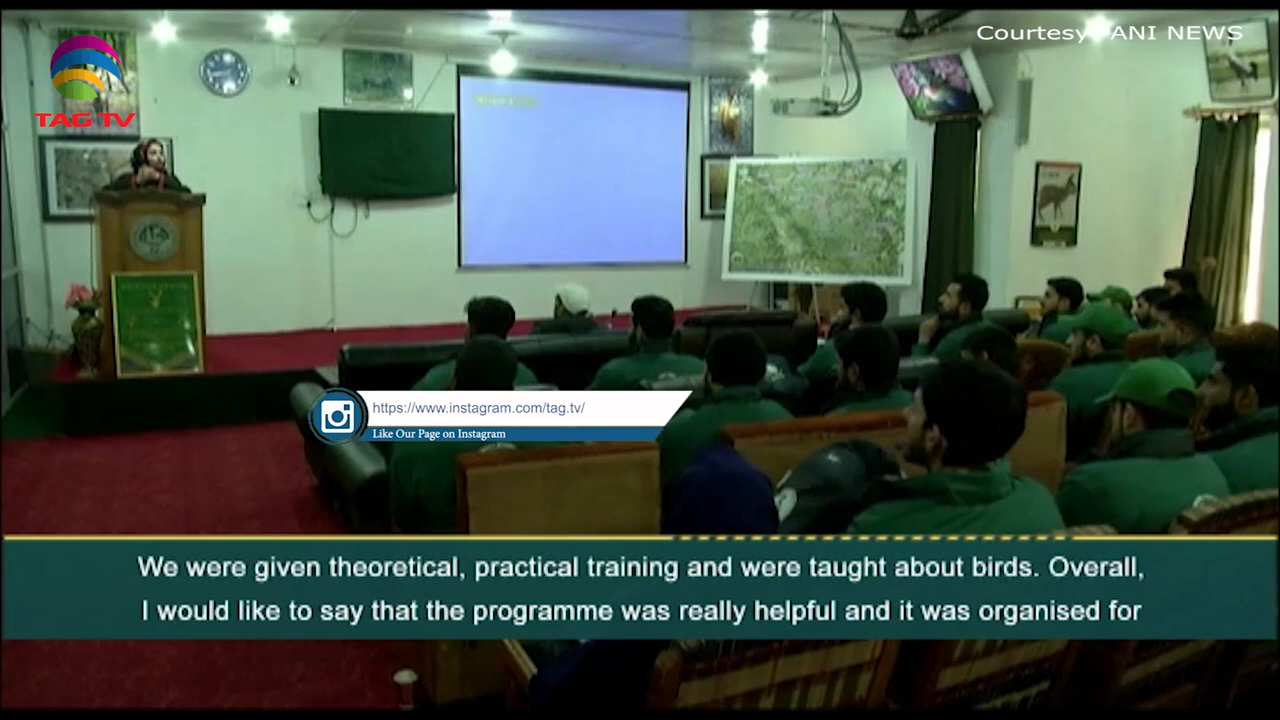 Courtesy ANI NEWS
TAG TV
https://www.instagram.com/tag.tv/
Like Our Page on Instagram
We were given theoretical, practical training and were taught about birds. Overall,
I would like to say that the programme was really helpful and it was organised for